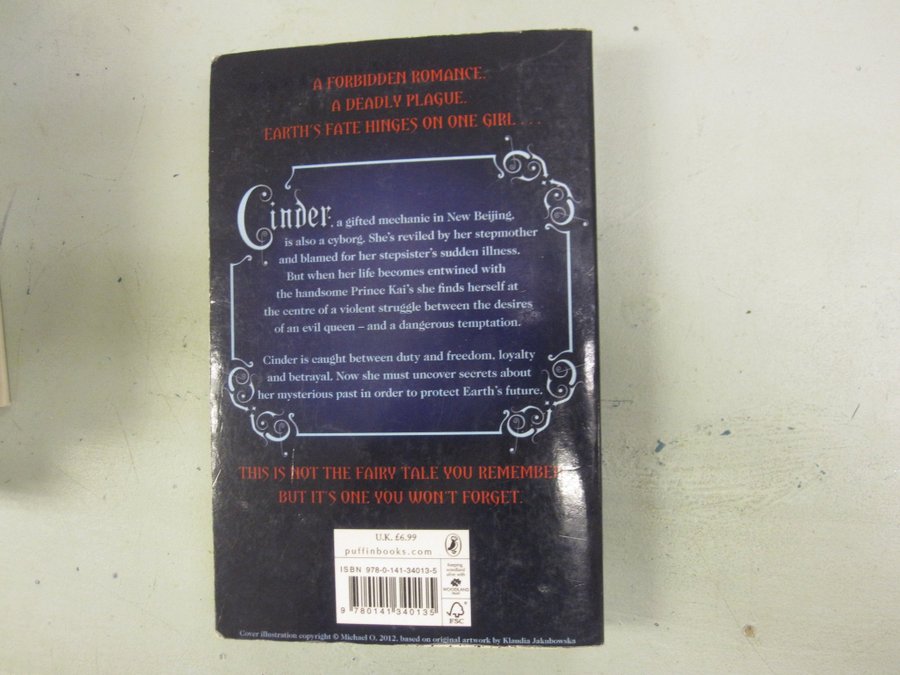 A FORBIDDEN ROMANCE.
A DEADLY PLAGUE.
EARTH'S FATE HINGES ON ONE GIRL . . .
Cinder, a gifted mechanic in New Beijing,
is also a cyborg. She's reviled by her stepmother
and blamed for her stepsister's sudden illness.
But when her life becomes entwined with
the handsome Prince Kai's she finds herself at
the centre of a violent struggle between the desires
of an evil queen – and a dangerous temptation.
Cinder is caught between duty and freedom, loyalty
and betrayal. Now she must uncover secrets about
her mysterious past in order to protect Earth's future.
THIS IS NOT THE FAIRY TALE YOU REMEMBER
BUT IT'S ONE YOU WON'T FORGET.
U.K. £6.99
puffinbooks.com
ISBN 978-0-141-34013-5
9 780141 340135
Keeping
woodland
alive with
WOODLAND
TRUST
FSC
Cover illustration copyright © Michael O. 2012, based on original artwork by Klaudia Jakubowska